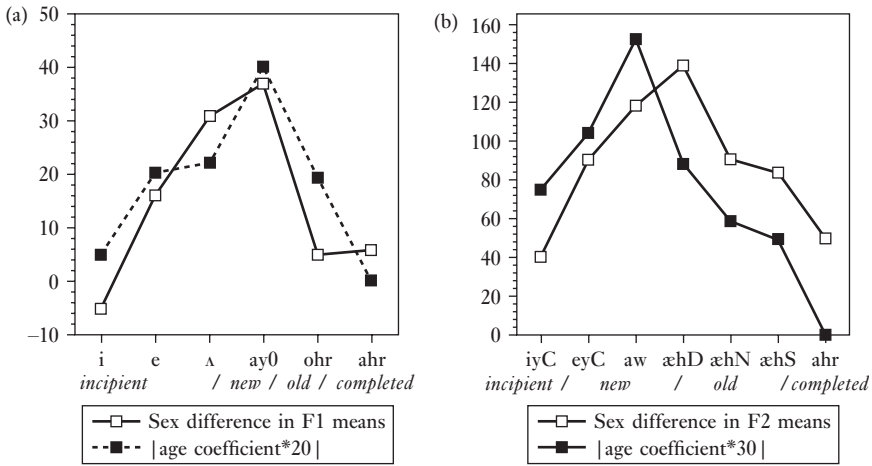 (a)
50
40
30
20
10
0
−10
i e ʌ ay0 ohr ahr
incipient / new / old / completed
Sex difference in F1 means
|age coefficient*20|
(b)
160
140
120
100
80
60
40
20
0
iyC eyC aw æhD æhN æhS ahr
incipient / new / old / completed
Sex difference in F2 means
|age coefficient*30|